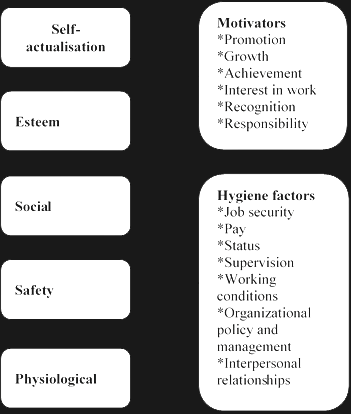 Self-
actualisation
Esteem
Social
Safety
Physiological
Motivators
*Promotion
*Growth
*Achievement
*Interest in work
*Recognition
*Responsibility
Hygiene factors
*Job security
*Pay
*Status
*Supervision
*Working
conditions
*Organizational
policy and
management
*Interpersonal
relationships